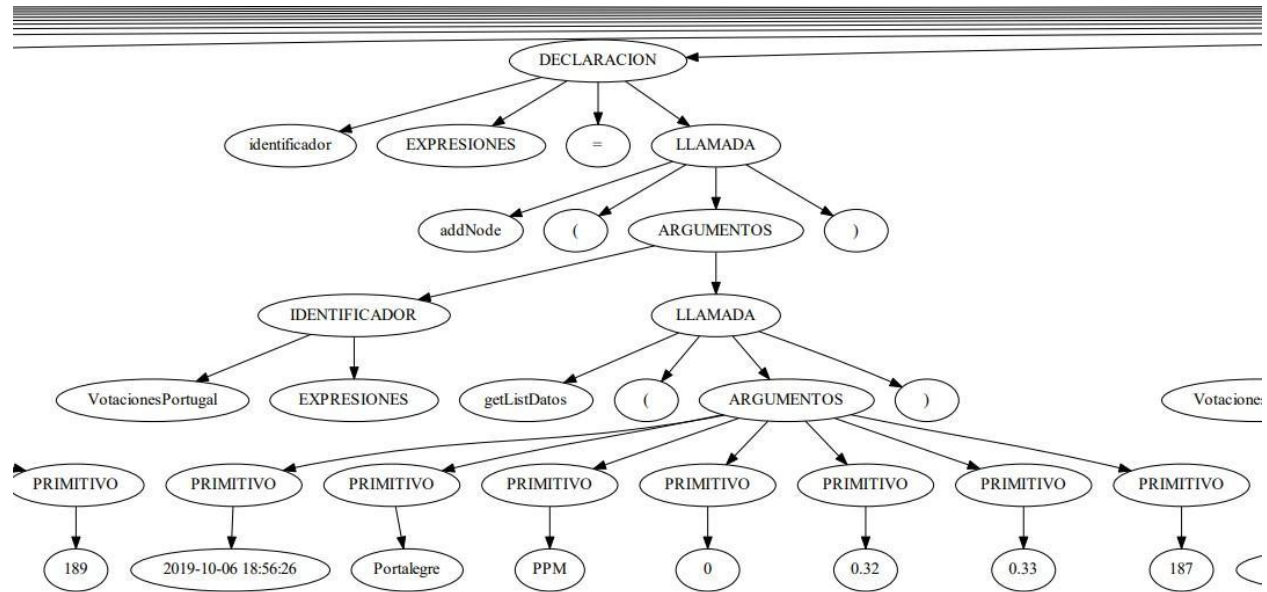 DECLARACION
identificador EXPRESIONES = LLAMADA
addNode ( ARGUMENTOS )
IDENTIFICADOR LLAMADA
VotacionesPortugal EXPRESIONES getListDatos ( ARGUMENTOS ) Votaciones
PRIMITIVO PRIMITIVO PRIMITIVO PRIMITIVO PRIMITIVO PRIMITIVO PRIMITIVO PRIMITIVO
189 2019-10-06 18:56:26 Portalegre PPM 0 0.32 0.33 187